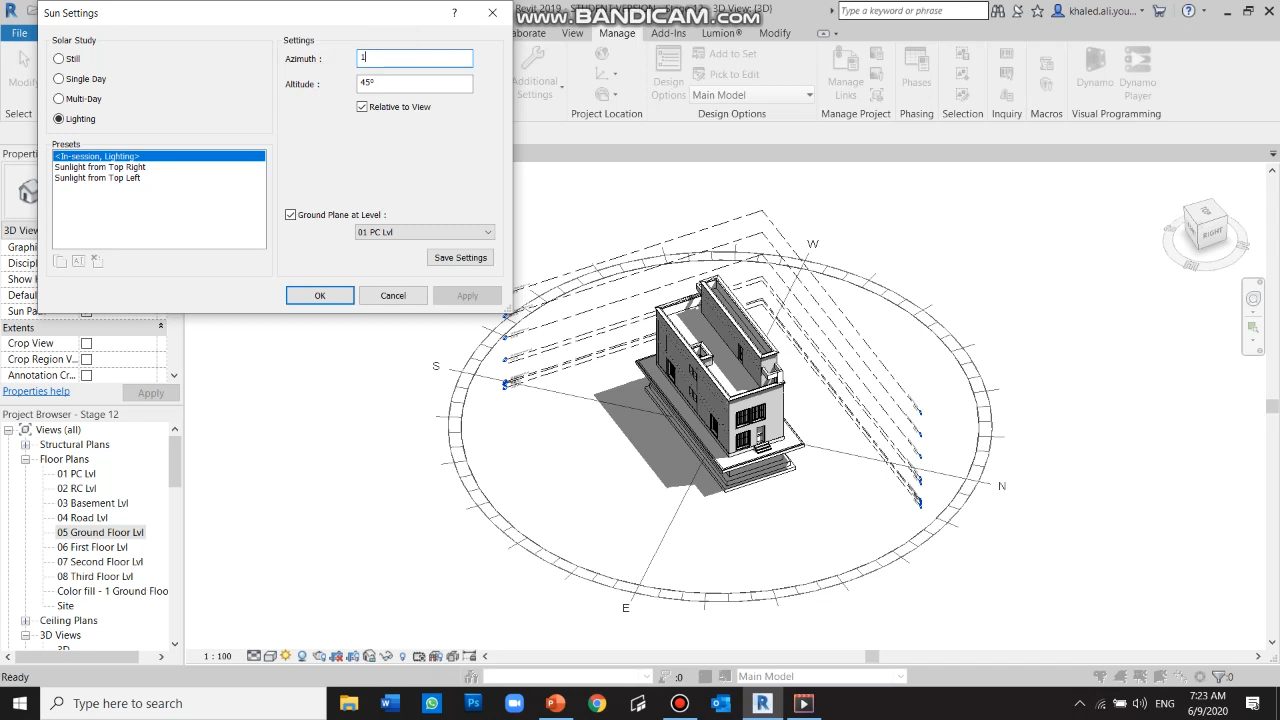 Sun Settings
?
Solar Study
Still
Single Day
Multi-Day
Lighting
Presets
<In-session, Lighting>
Sunlight from Top Right
Sunlight from Top Left
Settings
Azimuth :
1
Altitude :
45°
Relative to View
Ground Plane at Level :
01 PC Lvl
Save Settings
OK
Cancel
Apply
www.BANDICAM.com
Type a keyword or phrase
khaled.ali.you...
File
View
Manage
Add-Ins
Lumion®
Modify
Modify
Select
Additional
Settings
Project Location
Design
Options
Add to Set
Pick to Edit
Main Model
Design Options
Manage
Links
Manage Project
Phases
Phasing
Selection
Inquiry
Macros
Dynamo
Dynamo
Player
Visual Programming
Extents
Crop View
Crop Region V...
Annotation Cr...
Properties help
Apply
Project Browser - Stage 12
Views (all)
Structural Plans
Floor Plans
01 PC Lvl
02 RC Lvl
03 Basement Lvl
04 Road Lvl
05 Ground Floor Lvl
06 First Floor Lvl
07 Second Floor Lvl
08 Third Floor Lvl
Color fill - 1 Ground Floo
Site
Ceiling Plans
3D Views
W
S
N
E
TOP
RIGHT
1 : 100
Ready
:0
Main Model
:0
Type here to search
ENG
7:23 AM
6/9/2020